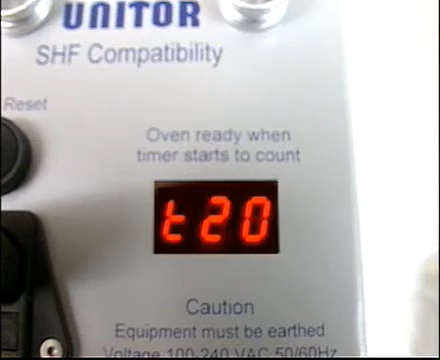 UNITOR
SHF Compatibility
Reset
Oven ready when
timer starts to count
t20
Caution
Equipment must be earthed
Voltage 100-240 VAC 50/60Hz